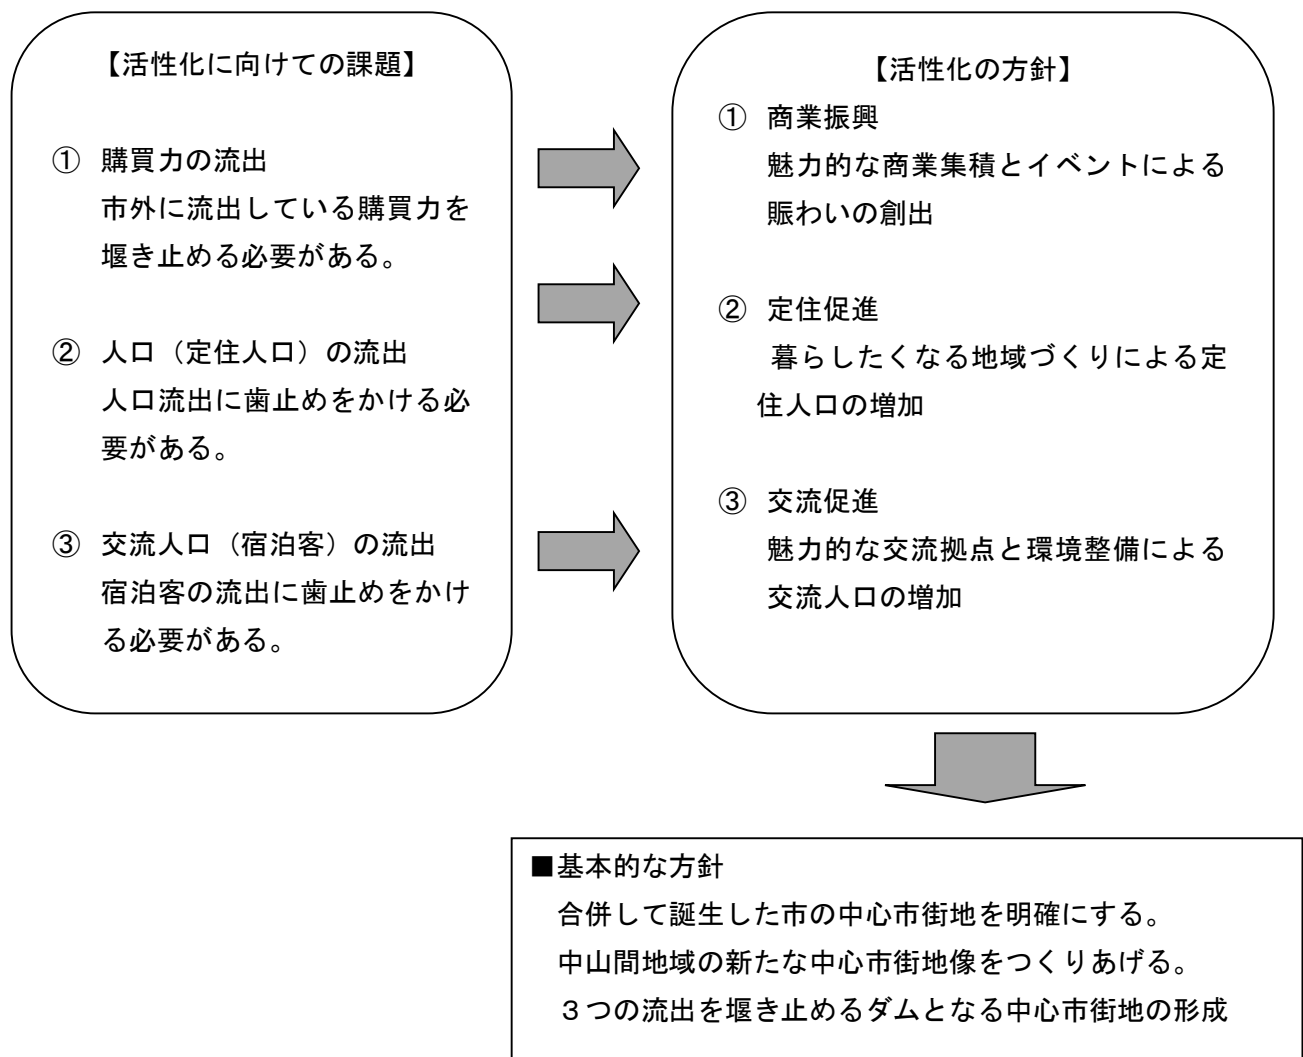 【活性化に向けての課題】
① 購買力の流出
市外に流出している購買力を
堰き止める必要がある。
② 人口（定住人口）の流出
人口流出に歯止めをかける必
要がある。
③ 交流人口（宿泊客）の流出
宿泊客の流出に歯止めをかけ
る必要がある。
【活性化の方針】
① 商業振興
魅力的な商業集積とイベントによる
賑わいの創出
② 定住促進
暮らしたくなる地域づくりによる定
住人口の増加
③ 交流促進
魅力的な交流拠点と環境整備による
交流人口の増加
■基本的な方針
合併して誕生した市の中心市街地を明確にする。
中山間地域の新たな中心市街地像をつくりあげる。
３つの流出を堰き止めるダムとなる中心市街地の形成